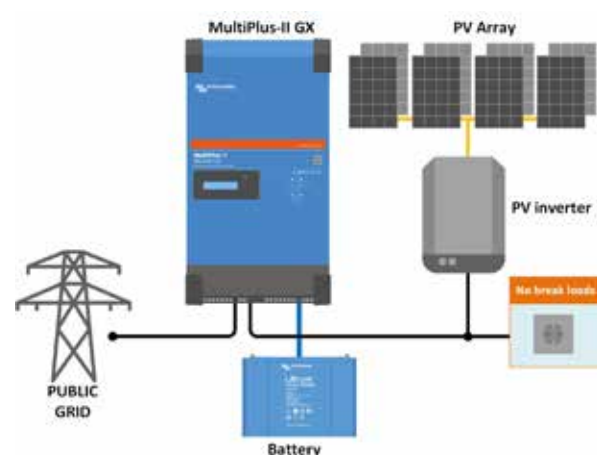 MultiPlus-II GX
PV Array
PV inverter
No break loads
PUBLIC
GRID
Battery